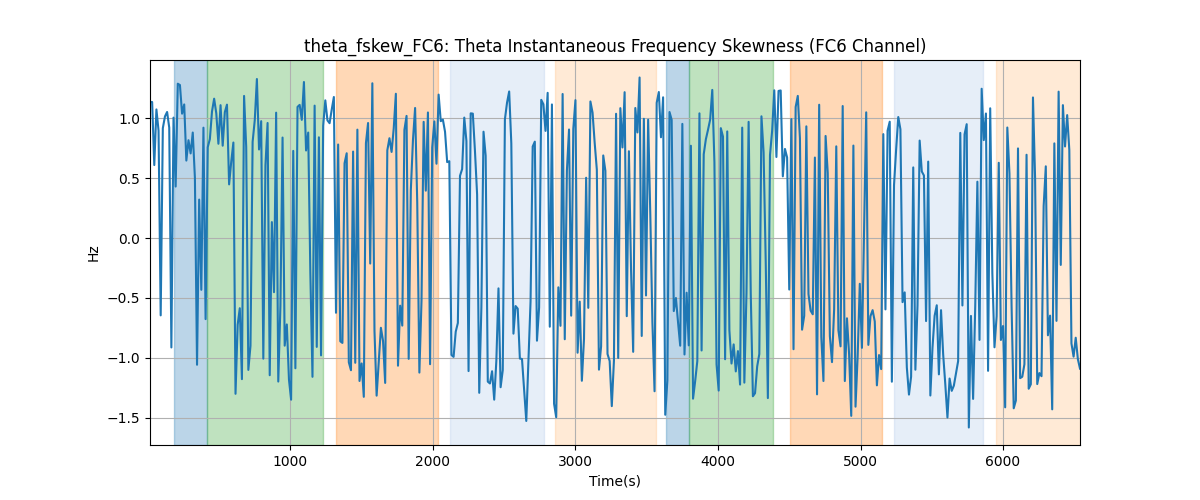 theta_fskew_FC6: Theta Instantaneous Frequency Skewness (FC6 Channel)
1.0
0.5
0.0
−0.5
−1.0
−1.5
Hz
1000 2000 3000 4000 5000 6000
Time(s)